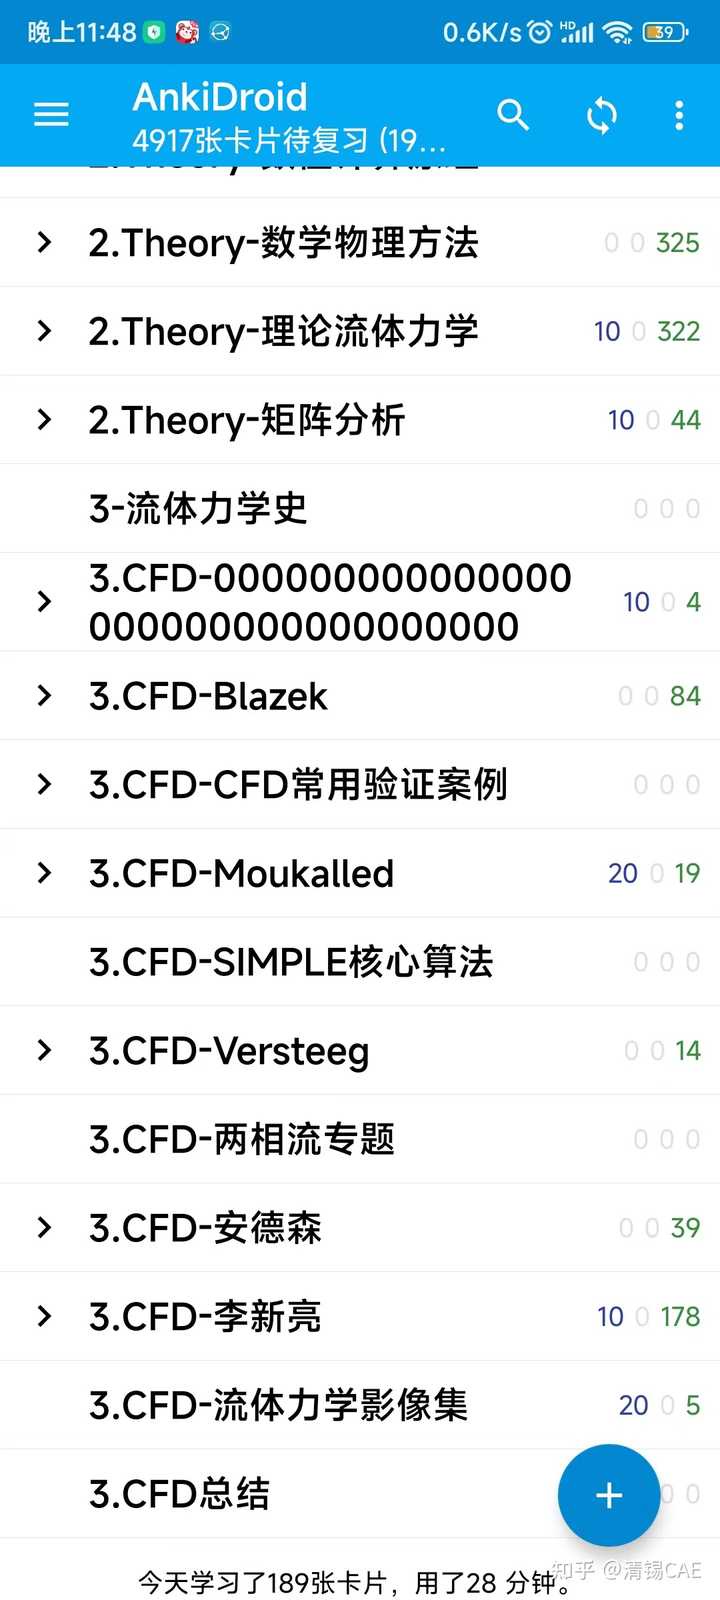 晚上11:48
0.6K/s
HD
39
AnkiDroid
4917张卡片待复习 (19...
2.Theory-数学物理方法 0 0 325
2.Theory-理论流体力学 10 0 322
2.Theory-矩阵分析 10 0 44
3-流体力学史 0 0 0
3.CFD-0000000000000000
0000000000000000000 10 0 4
3.CFD-Blazek 0 0 84
3.CFD-CFD常用验证案例 0 0 0
3.CFD-Moukalled 20 0 19
3.CFD-SIMPLE核心算法 0 0 0
3.CFD-Versteeg 0 0 14
3.CFD-两相流专题 0 0 0
3.CFD-安德森 0 0 39
3.CFD-李新亮 10 0 178
3.CFD-流体力学影像集 20 0 5
3.CFD总结 0 0
知乎 @清锡CAE
今天学习了189张卡片，用了28 分钟。